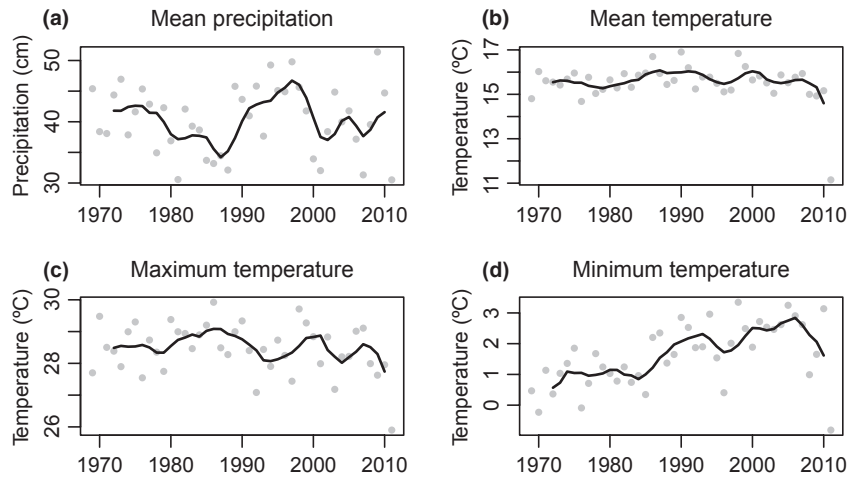 (a) Mean precipitation
Precipitation (cm)
50
40
30
1970 1980 1990 2000 2010
(b) Mean temperature
Temperature (ºC)
17
15
13
11
1970 1980 1990 2000 2010
(c) Maximum temperature
Temperature (ºC)
30
28
26
1970 1980 1990 2000 2010
(d) Minimum temperature
Temperature (ºC)
3
2
1
0
1970 1980 1990 2000 2010